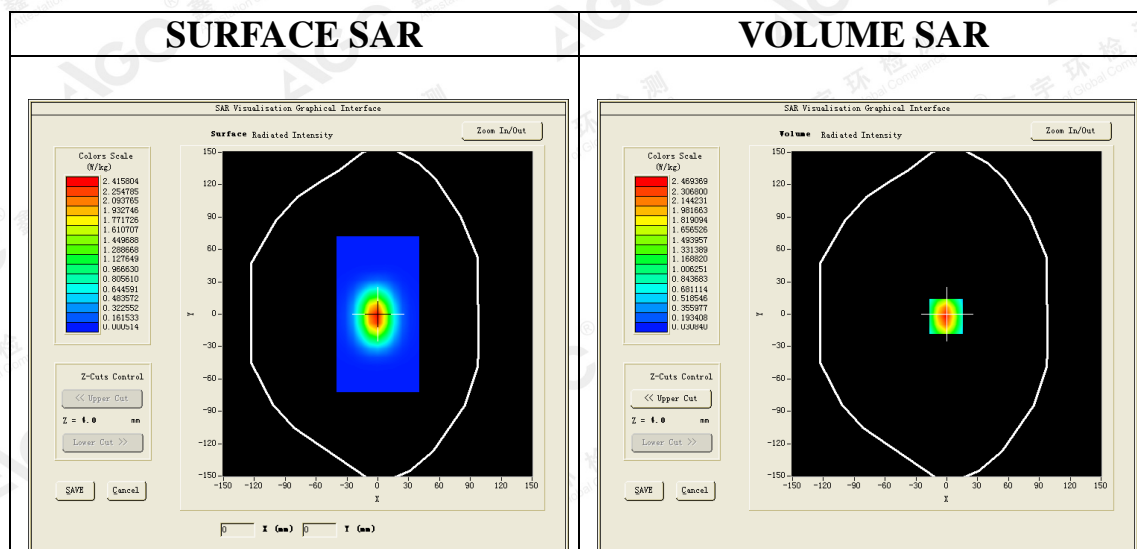 SURFACE SAR
VOLUME SAR
SAR Visualisation Graphical Interface
Surface Radiated Intensity
Zoom In/Out
Colors Scale
(W/kg)
2.415804
2.254785
2.093765
1.932746
1.771726
1.610707
1.449688
1.288668
1.127649
0.966630
0.805610
0.644591
0.483572
0.322552
0.161533
0.000514
Z-Cuts Control
<< Upper Cut
Z = 4.0 mm
Lower Cut >>
SAVE
Cancel
150
120
90
60
30
0
-30
-60
-90
-120
-150
Y
-150 -120 -90 -60 -30 0 30 60 90 120 150
X
0 X (mm) 0 Y (mm)
SAR Visualisation Graphical Interface
Volume Radiated Intensity
Zoom In/Out
Colors Scale
(W/kg)
2.469369
2.306800
2.144231
1.981663
1.819094
1.656526
1.493957
1.331389
1.168820
1.006251
0.843683
0.681114
0.518546
0.355977
0.193408
0.030840
Z-Cuts Control
<< Upper Cut
Z = 4.0 mm
Lower Cut >>
SAVE
Cancel
150
120
90
60
30
0
-30
-60
-90
-120
-150
Y
-150 -120 -90 -60 -30 0 30 60 90 120 150
X